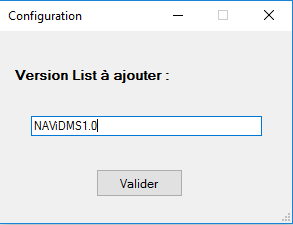 Configuration
Version List à ajouter :
NAViDMS1.0
Valider